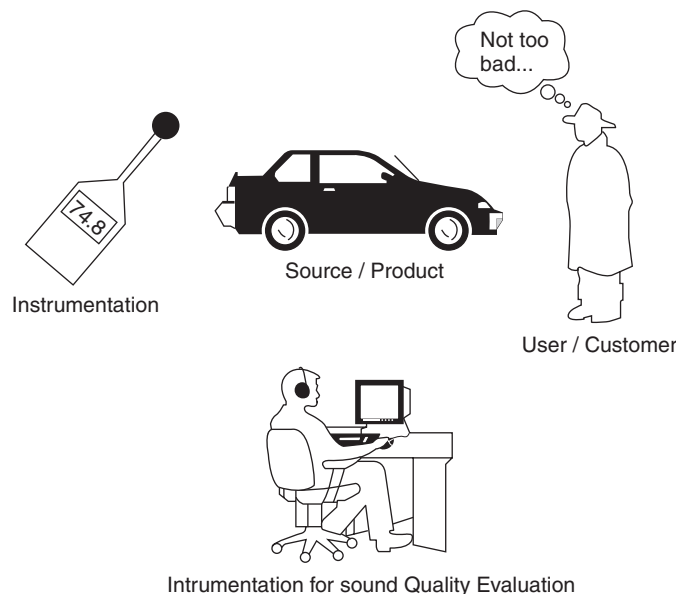 Not too
bad...
74.8
Source / Product
Instrumentation
User / Customer
Intrumentation for sound Quality Evaluation